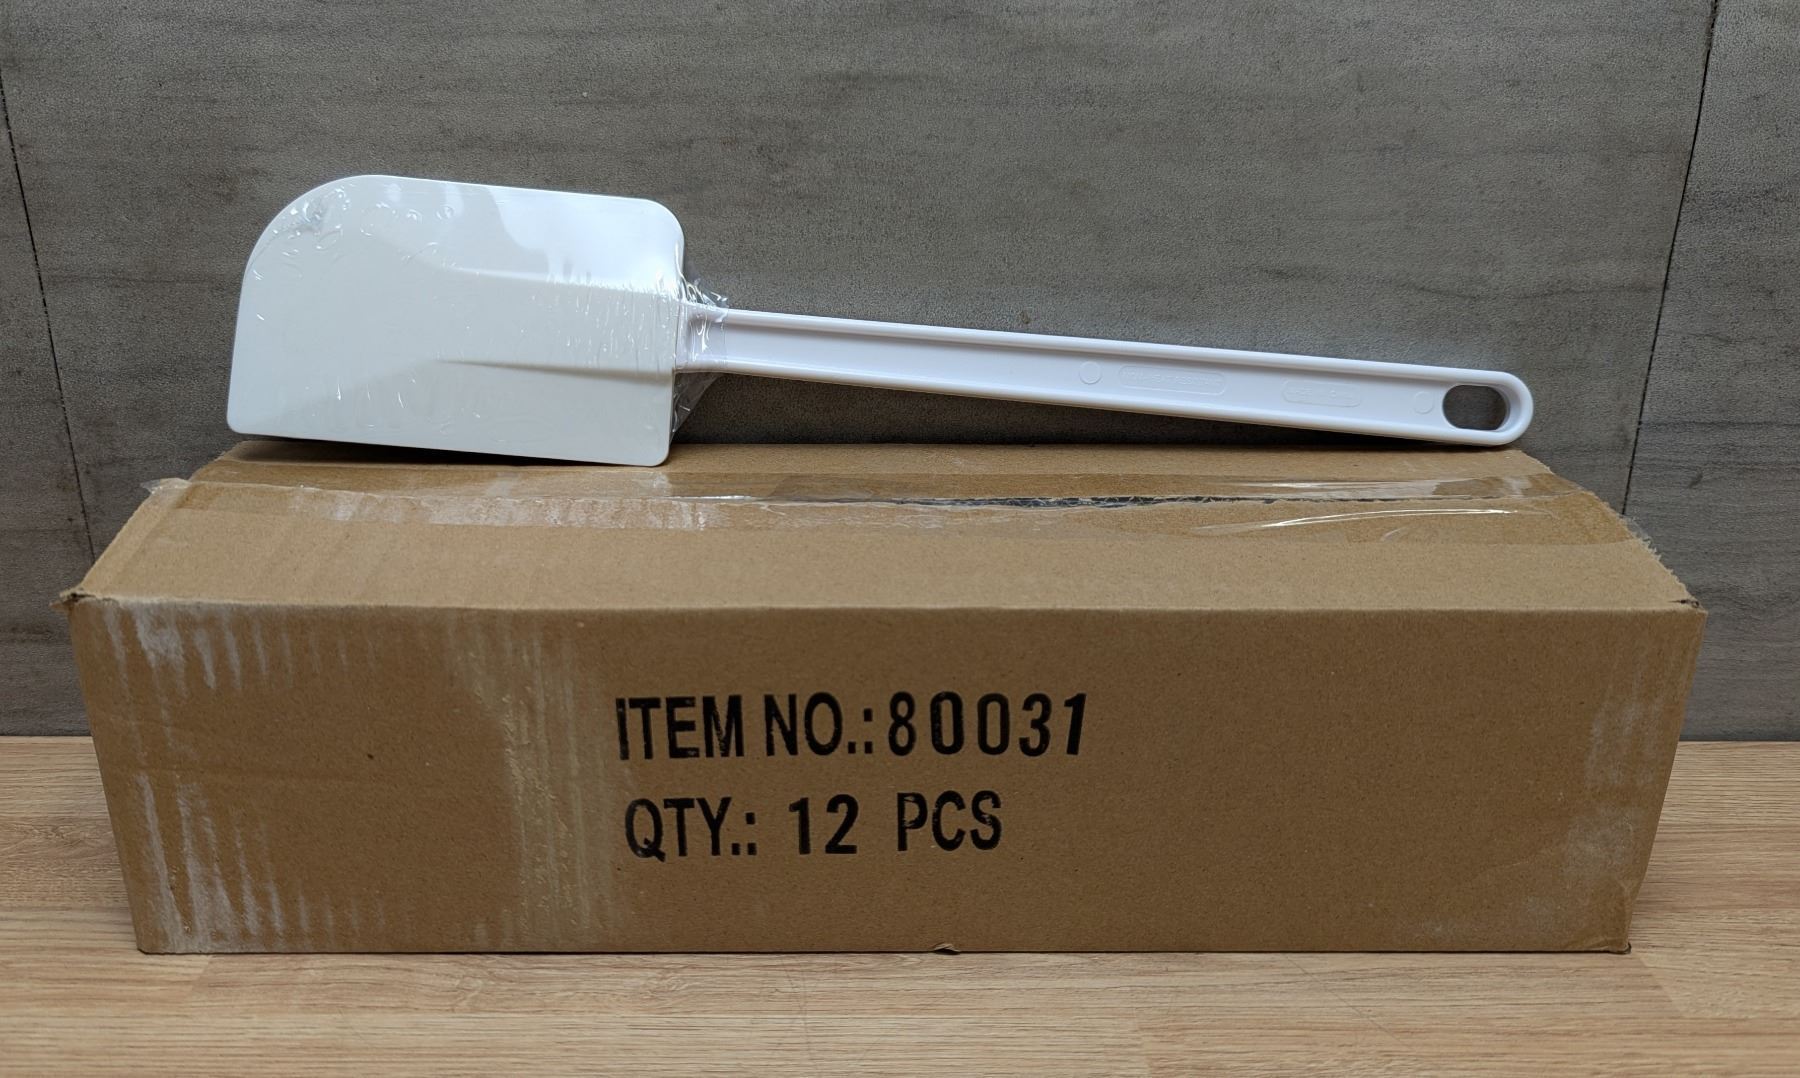 ITEM NO.:80031
QTY.: 12 PCS